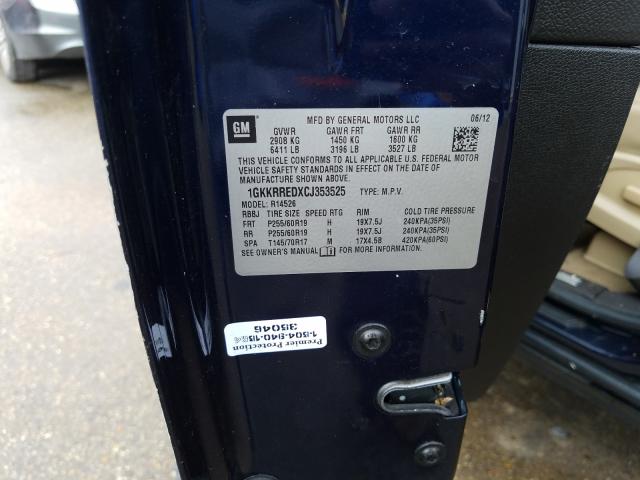 GM
MFD BY GENERAL MOTORS LLC 06/12
GVWR GAWR FRT GAWR RR
2908 KG 1450 KG 1600 KG
6411 LB 3196 LB 3527 LB
THIS VEHICLE CONFORMS TO ALL APPLICABLE U.S. FEDERAL MOTOR
VEHICLE SAFETY STANDARDS IN EFFECT ON THE DATE OF
MANUFACTURE SHOWN ABOVE.
1GKKRREDXCJ353525 TYPE: M.P.V.
MODEL: R14526
RBBJ TIRE SIZE SPEED RTG RIM COLD TIRE PRESSURE
FRT P255/60R19 H 19X7.5J 240KPA(35PSI)
RR P255/60R19 H 19X7.5J 240KPA(35PSI)
SPA T145/70R17 M 17X4.5B 420KPA(60PSI)
SEE OWNER'S MANUAL FOR MORE INFORMATION.
Premier Protection
1-504-840-1564
35046